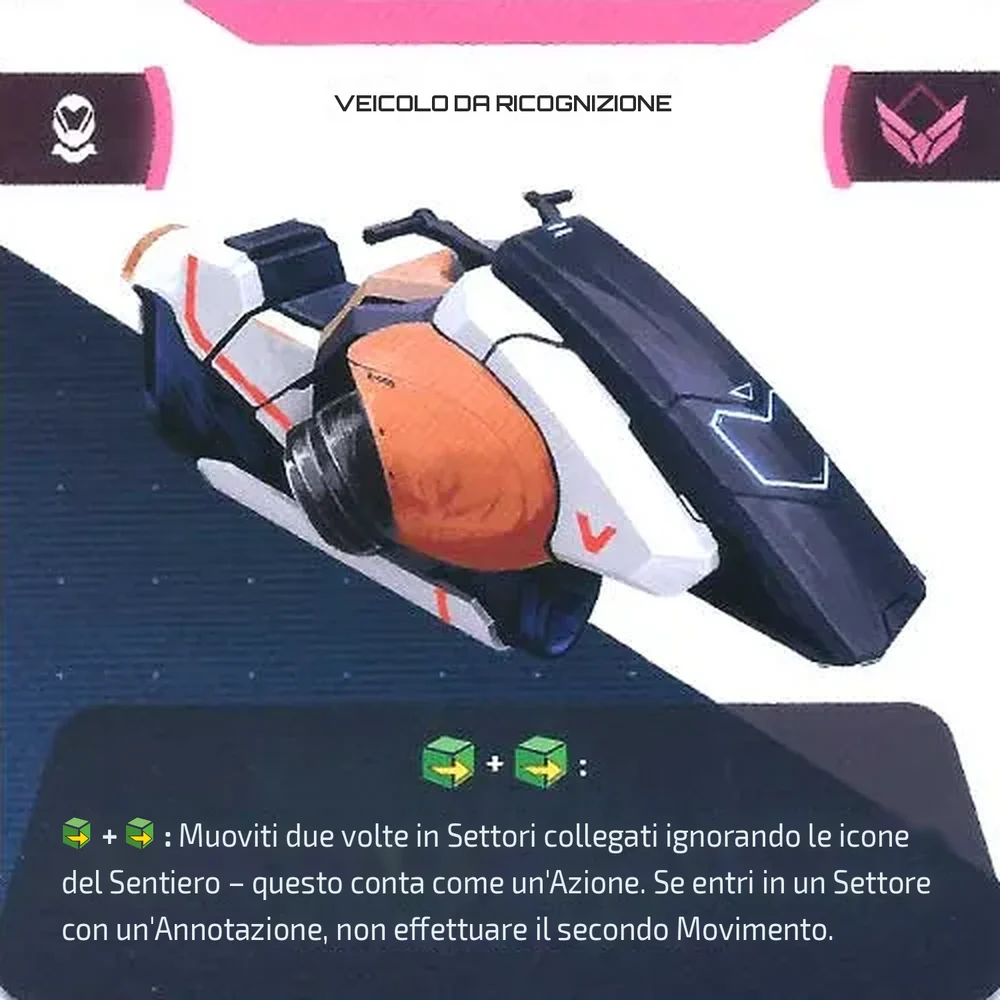 VEICOLO DA RICOGNIZIONE
+ :
+ : Muoviti due volte in Settori collegati ignorando le icone
del Sentiero – questo conta come un'Azione. Se entri in un Settore
con un'Annotazione, non effettuare il secondo Movimento.